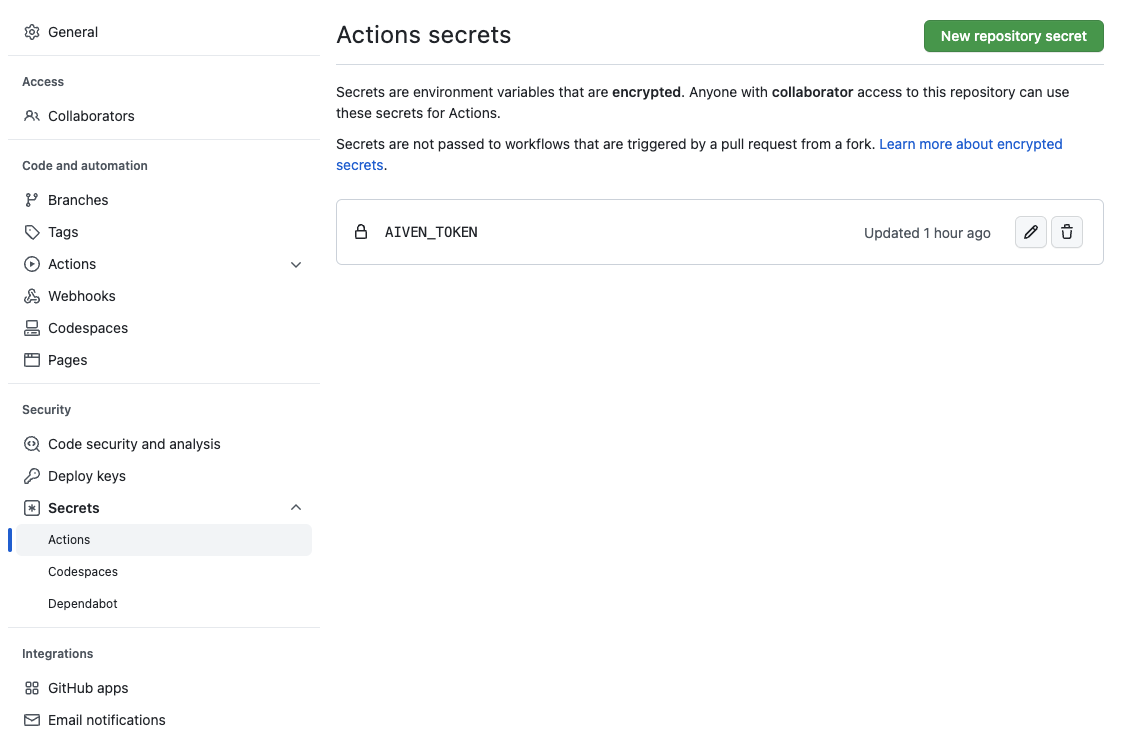 General
Access
Collaborators
Code and automation
Branches
Tags
Actions
Webhooks
Codespaces
Pages
Security
Code security and analysis
Deploy keys
Secrets
Actions
Codespaces
Dependabot
Integrations
GitHub apps
Email notifications
Actions secrets
New repository secret
Secrets are environment variables that are encrypted. Anyone with collaborator access to this repository can use
these secrets for Actions.
Secrets are not passed to workflows that are triggered by a pull request from a fork. Learn more about encrypted
secrets.
AIVEN_TOKEN
Updated 1 hour ago